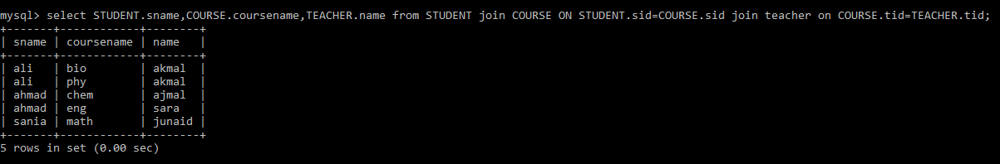 mysql> select STUDENT.sname,COURSE.coursename,TEACHER.name from STUDENT join COURSE ON STUDENT.sid=COURSE.sid join teacher on COURSE.tid=TEACHER.tid;
+-------+------------+--------+
| sname | coursename | name   |
+-------+------------+--------+
| ali   | bio        | akmal  |
| ali   | phy        | akmal  |
| ahmad | chem       | ajmal  |
| ahmad | eng        | sara   |
| sania | math       | junaid |
+-------+------------+--------+
5 rows in set (0.00 sec)